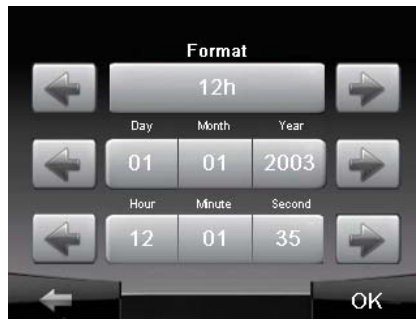 Format
12h
Day Month Year
01 01 2003
Hour Minute Second
12 01 35
OK